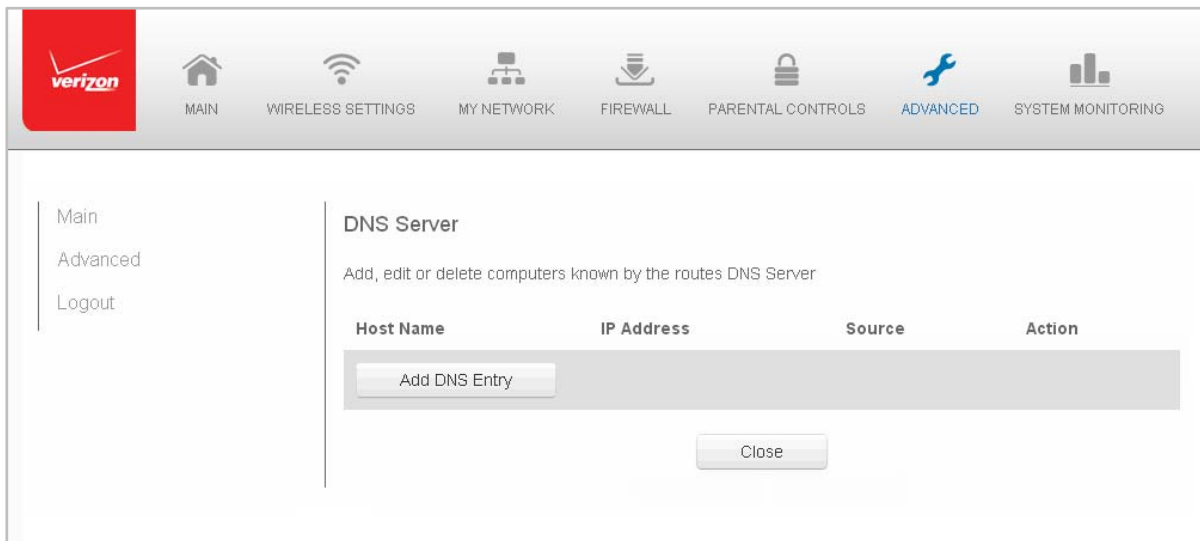 verizon
MAIN
WIRELESS SETTINGS
MY NETWORK
FIREWALL
PARENTAL CONTROLS
ADVANCED
SYSTEM MONITORING
Main
Advanced
Logout
DNS Server
Add, edit or delete computers known by the routes DNS Server
Host Name IP Address Source Action
Add DNS Entry
Close